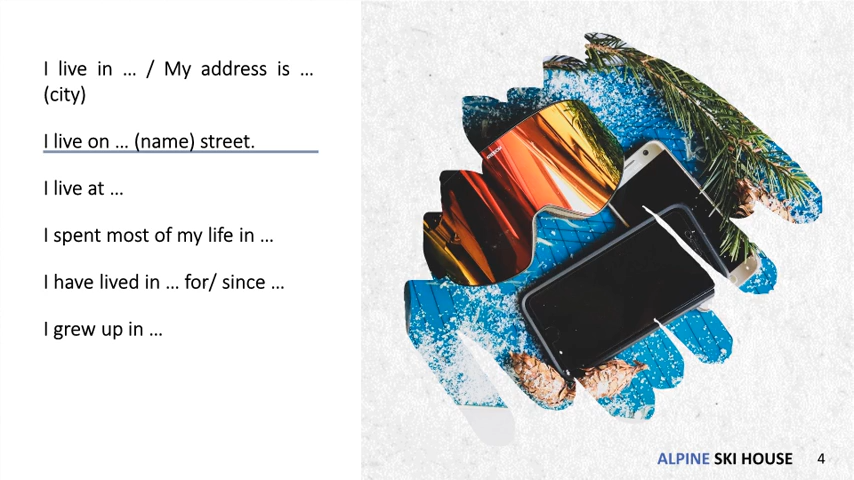 I live in … / My address is …
(city)
I live on … (name) street.
I live at …
I spent most of my life in …
I have lived in … for/ since …
I grew up in …
ALPINE SKI HOUSE 4